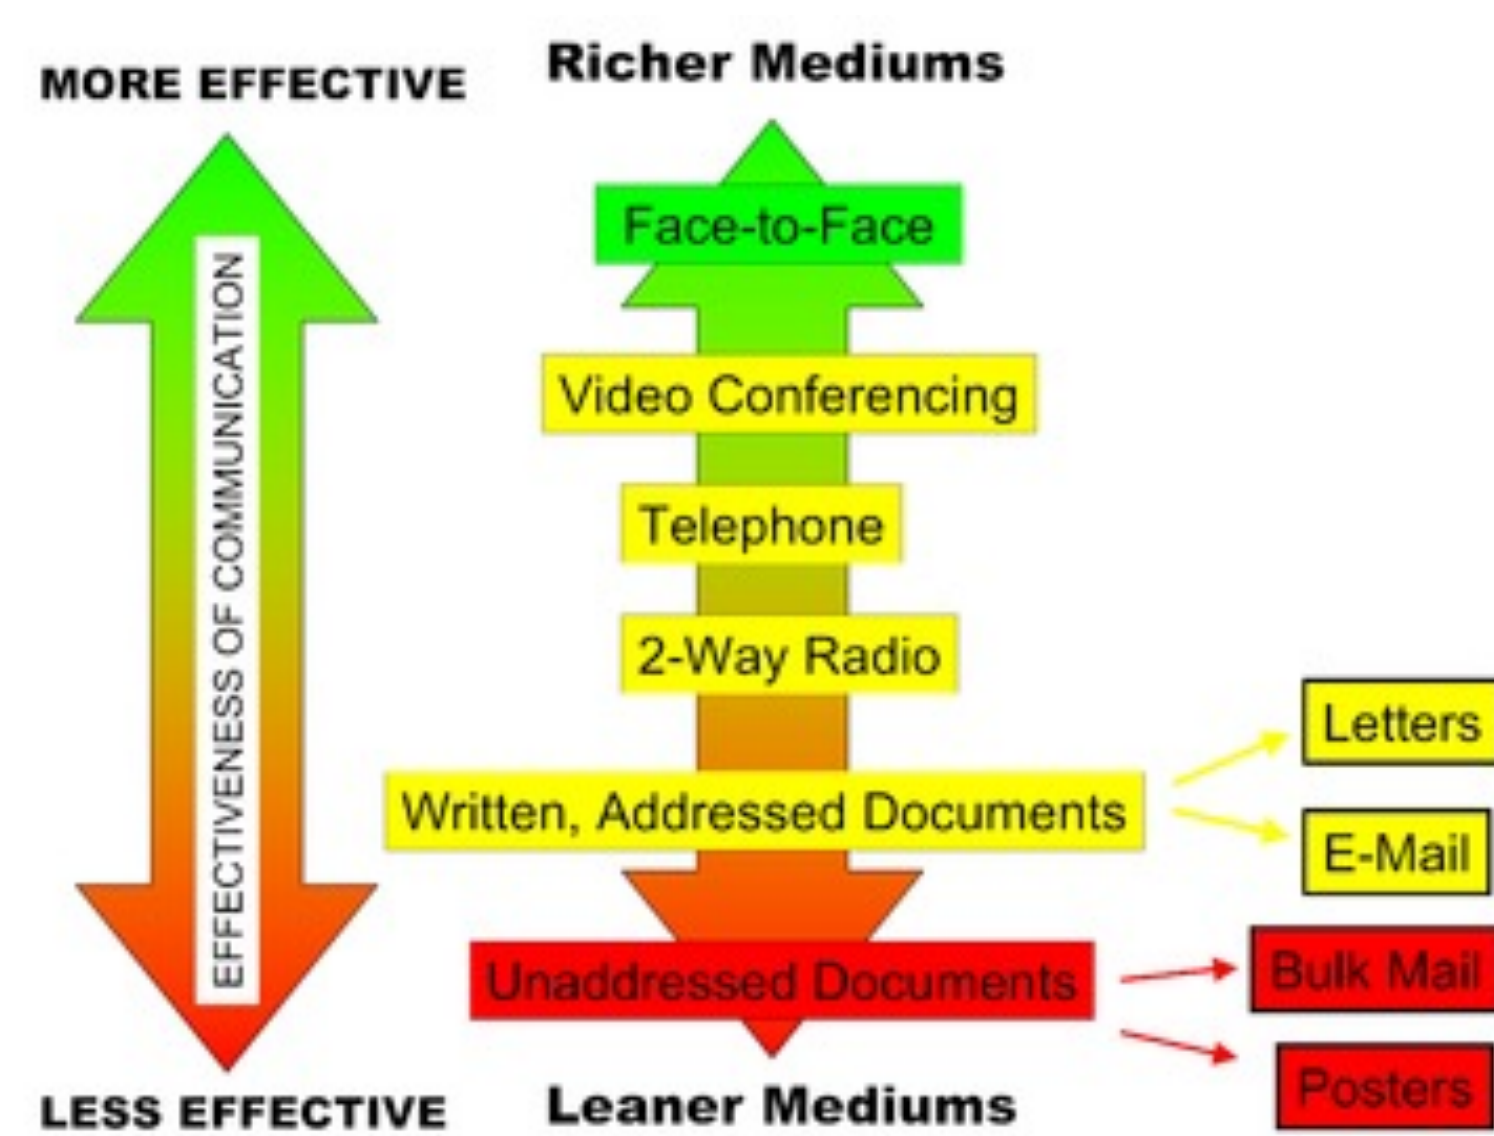 MORE EFFECTIVE
Richer Mediums
EFFECTIVENESS OF COMMUNICATION
Face-to-Face
Video Conferencing
Telephone
2-Way Radio
Written, Addressed Documents
Letters
E-Mail
Unaddressed Documents
Bulk Mail
Posters
LESS EFFECTIVE
Leaner Mediums